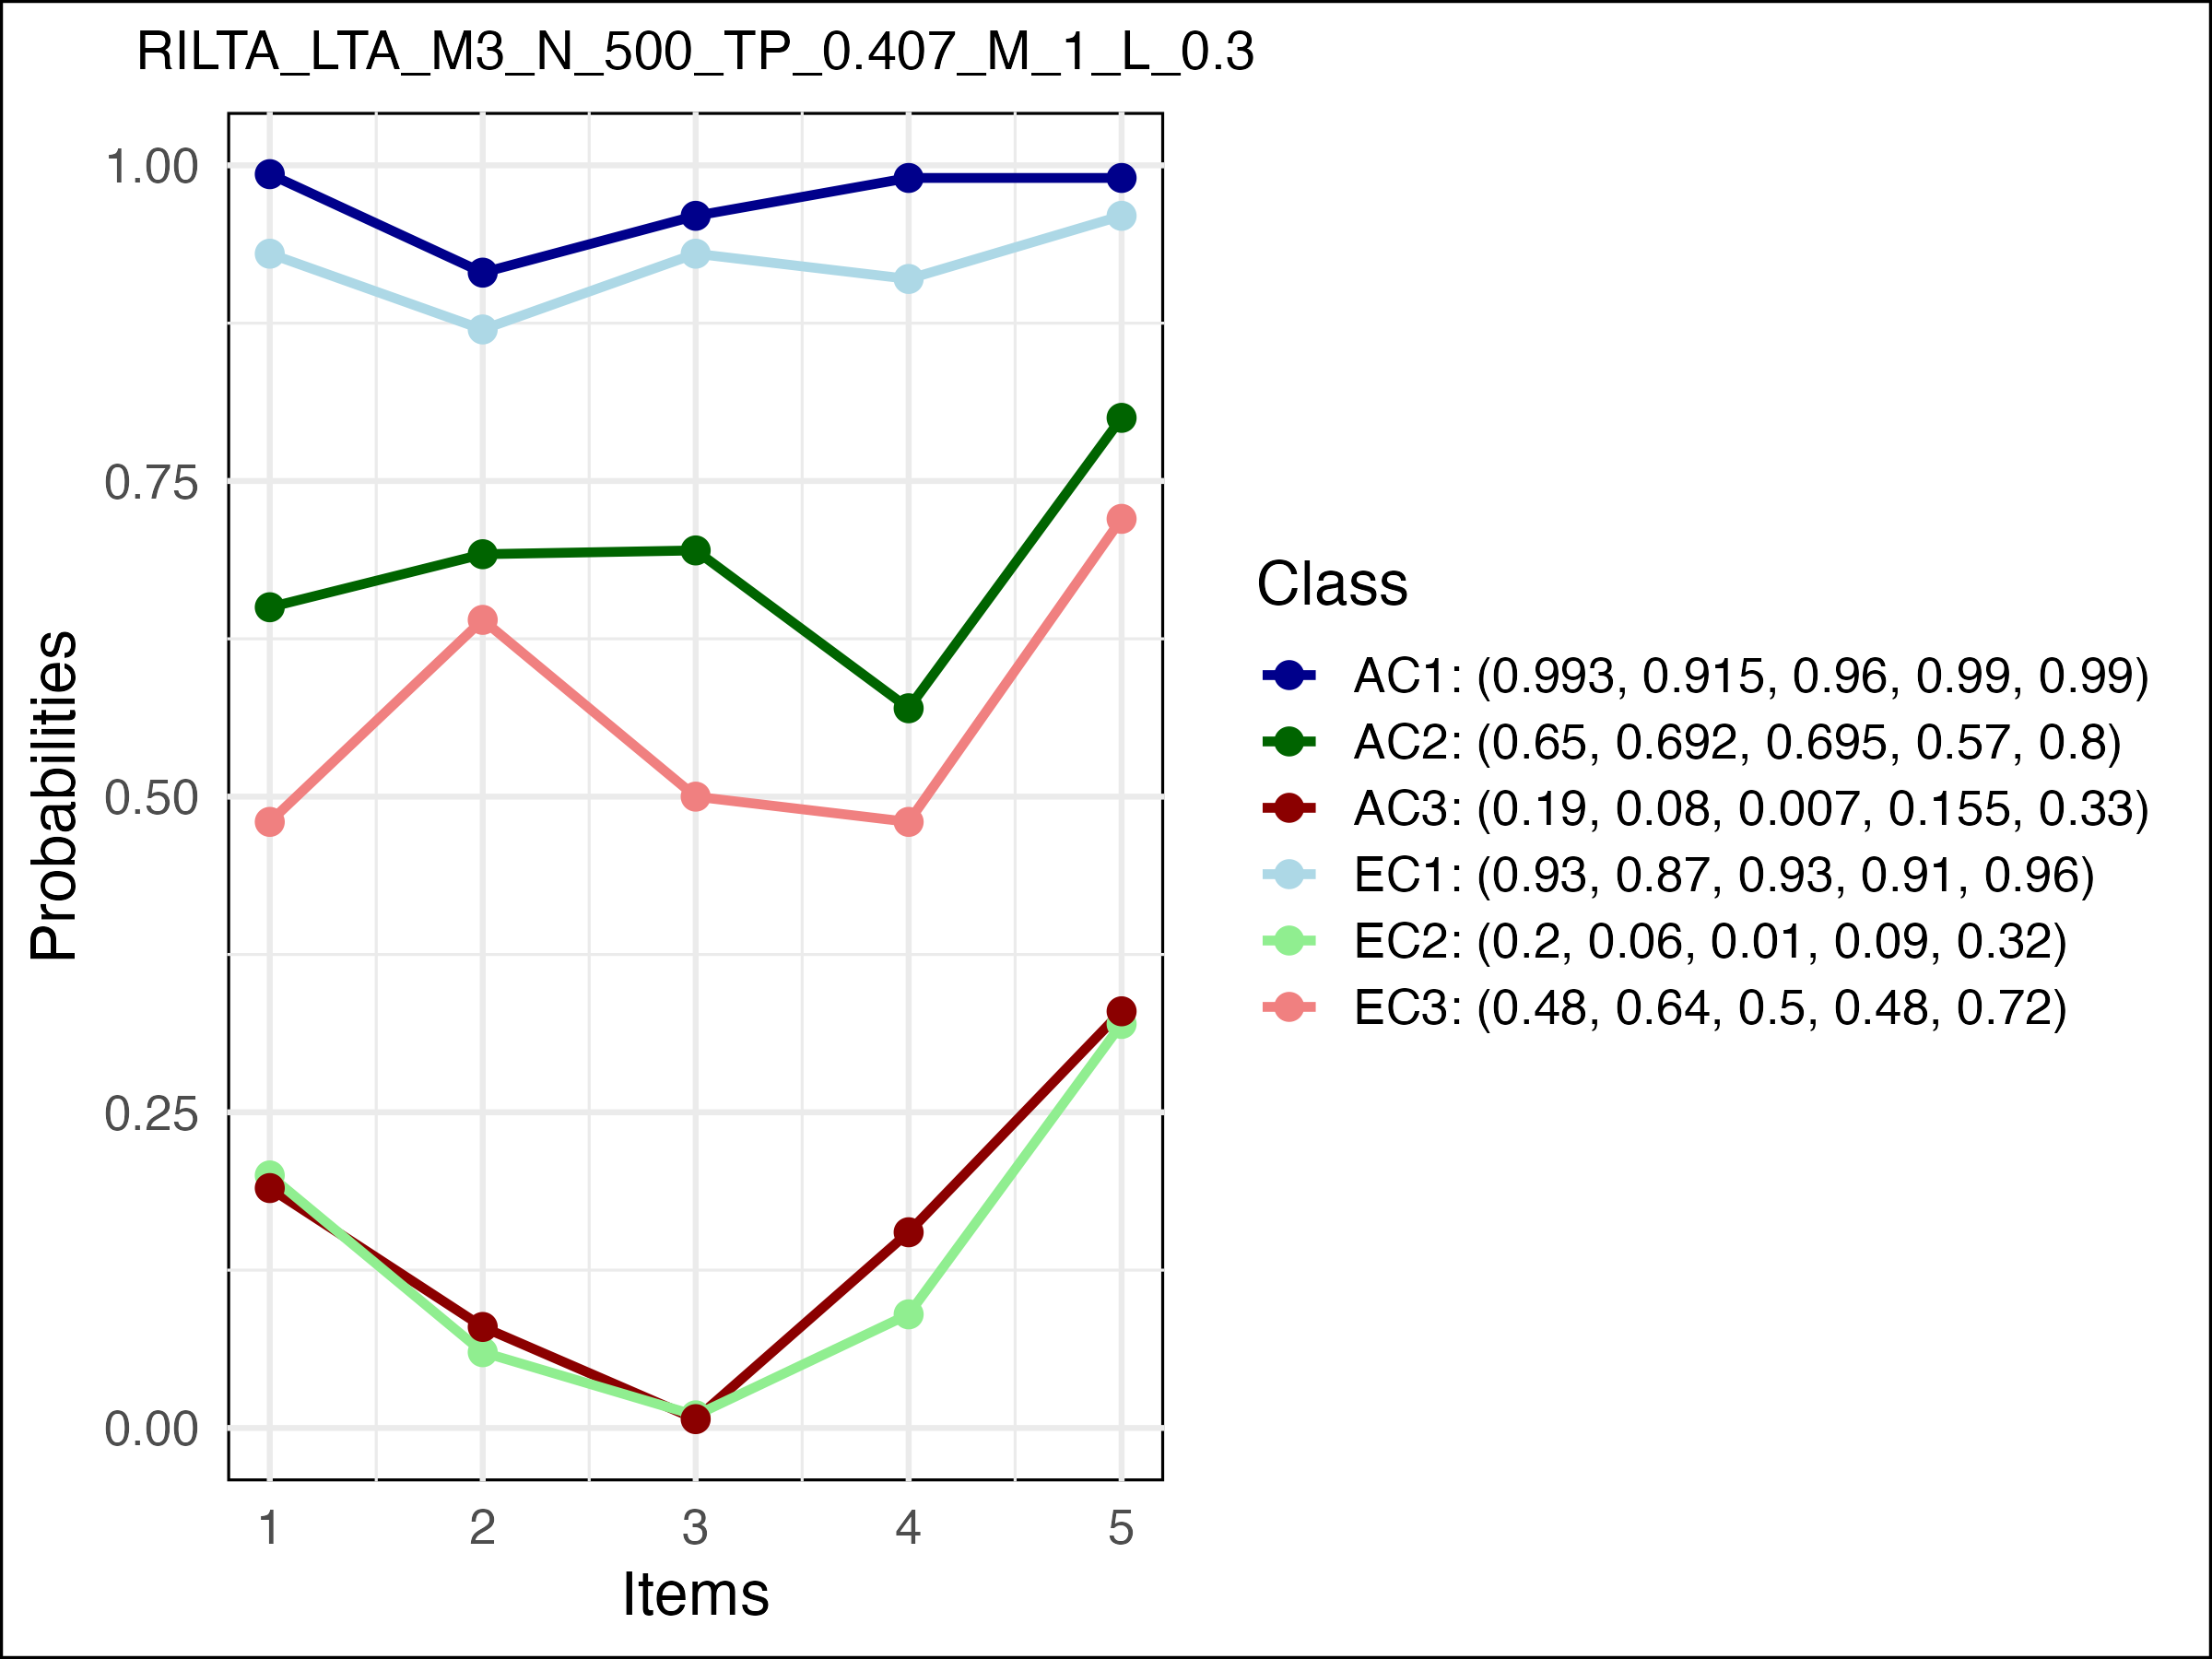 RILTA_LTA_M3_N_500_TP_0.407_M_1_L_0.3
1.00
0.75
0.50
0.25
0.00
Probabilities
1 2 3 4 5
Items
Class
AC1: (0.993, 0.915, 0.96, 0.99, 0.99)
AC2: (0.65, 0.692, 0.695, 0.57, 0.8)
AC3: (0.19, 0.08, 0.007, 0.155, 0.33)
EC1: (0.93, 0.87, 0.93, 0.91, 0.96)
EC2: (0.2, 0.06, 0.01, 0.09, 0.32)
EC3: (0.48, 0.64, 0.5, 0.48, 0.72)